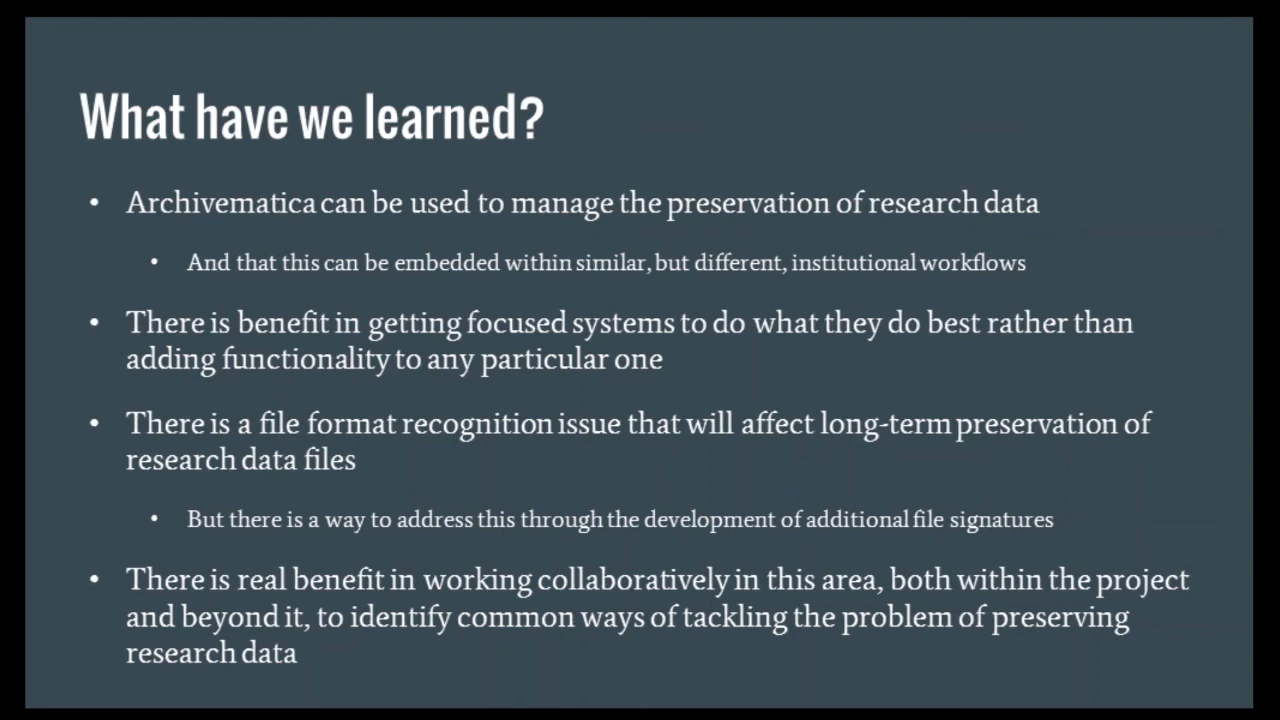 What have we learned?
• Archivematica can be used to manage the preservation of research data
• And that this can be embedded within similar, but different, institutional workflows
• There is benefit in getting focused systems to do what they do best rather than
adding functionality to any particular one
• There is a file format recognition issue that will affect long-term preservation of
research data files
• But there is a way to address this through the development of additional file signatures
• There is real benefit in working collaboratively in this area, both within the project
and beyond it, to identify common ways of tackling the problem of preserving
research data